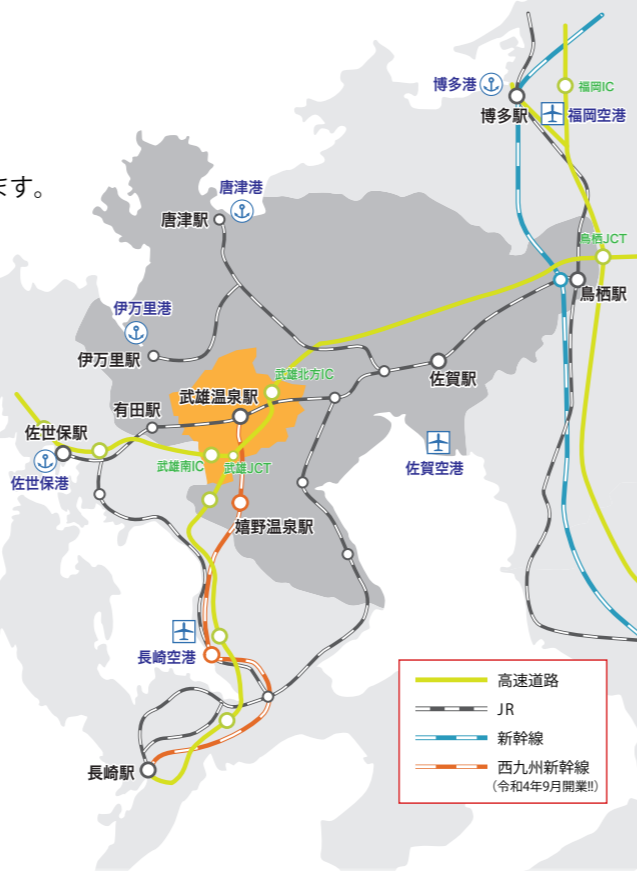 博多港
福岡IC
博多駅
福岡空港
ます。
唐津港
唐津駅
鳥栖JCT
鳥栖駅
伊万里港
伊万里駅
武雄北方IC
佐賀駅
武雄温泉駅
有田駅
佐世保駅
佐賀空港
武雄南IC
武雄JCT
佐世保港
嬉野温泉駅
長崎空港
長崎駅
高速道路
JR
新幹線
西九州新幹線
（令和4年9月開業!!）